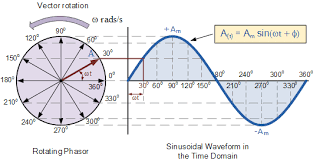 Vector rotation
ω rads/s
90°
120°
60°
150°
30°
180°
0°
360°
210°
330°
240°
300°
270°
A
ωt
+Am
A(t) = Am sin(ωt + ϕ)
30° 60° 90° 120° 150° 180° 210° 240° 270° 300° 330° 360°
ωt
-Am
Rotating Phasor
Sinusoidal Waveform in
the Time Domain